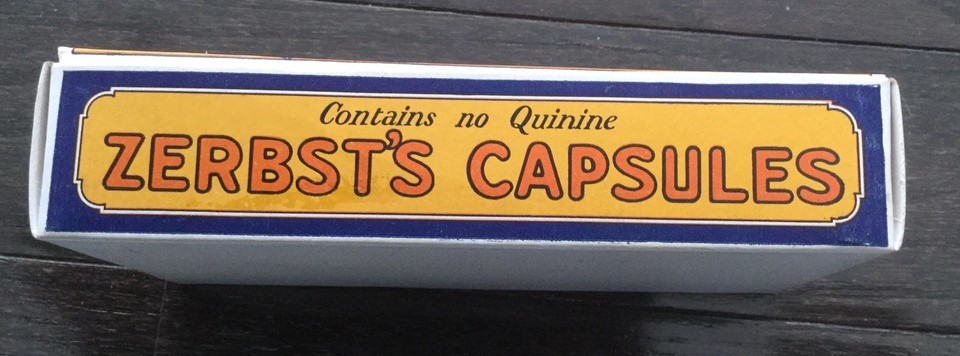 Contains no Quinine
ZERBST'S CAPSULES